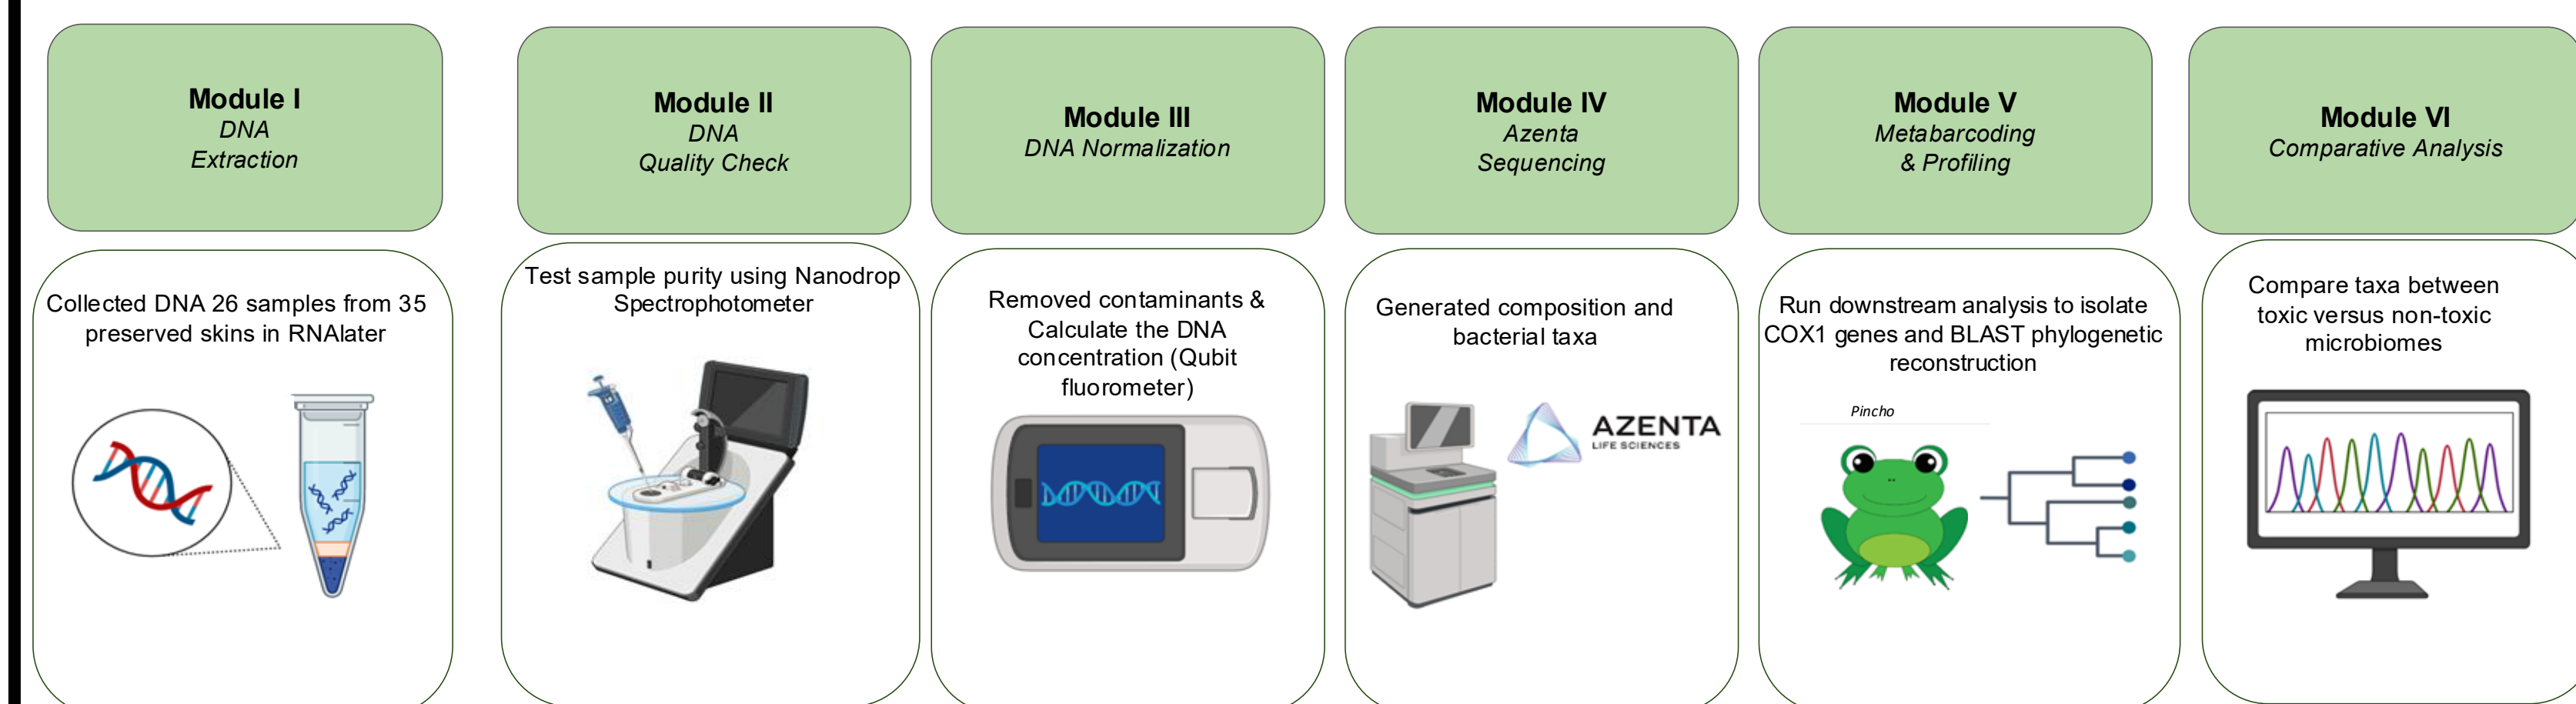 Module I
DNA
Extraction
Module II
DNA
Quality Check
Module III
DNA Normalization
Module IV
Azenta
Sequencing
Module V
Metabarcoding
& Profiling
Module VI
Comparative Analysis
Collected DNA 26 samples from 35
preserved skins in RNAlater
Test sample purity using Nanodrop
Spectrophotometer
Removed contaminants &
Calculate the DNA
concentration (Qubit
fluorometer)
Generated composition and
bacterial taxa
AZENTA
LIFE SCIENCES
Run downstream analysis to isolate
COX1 genes and BLAST phylogenetic
reconstruction
Pincho
Compare taxa between
toxic versus non-toxic
microbiomes